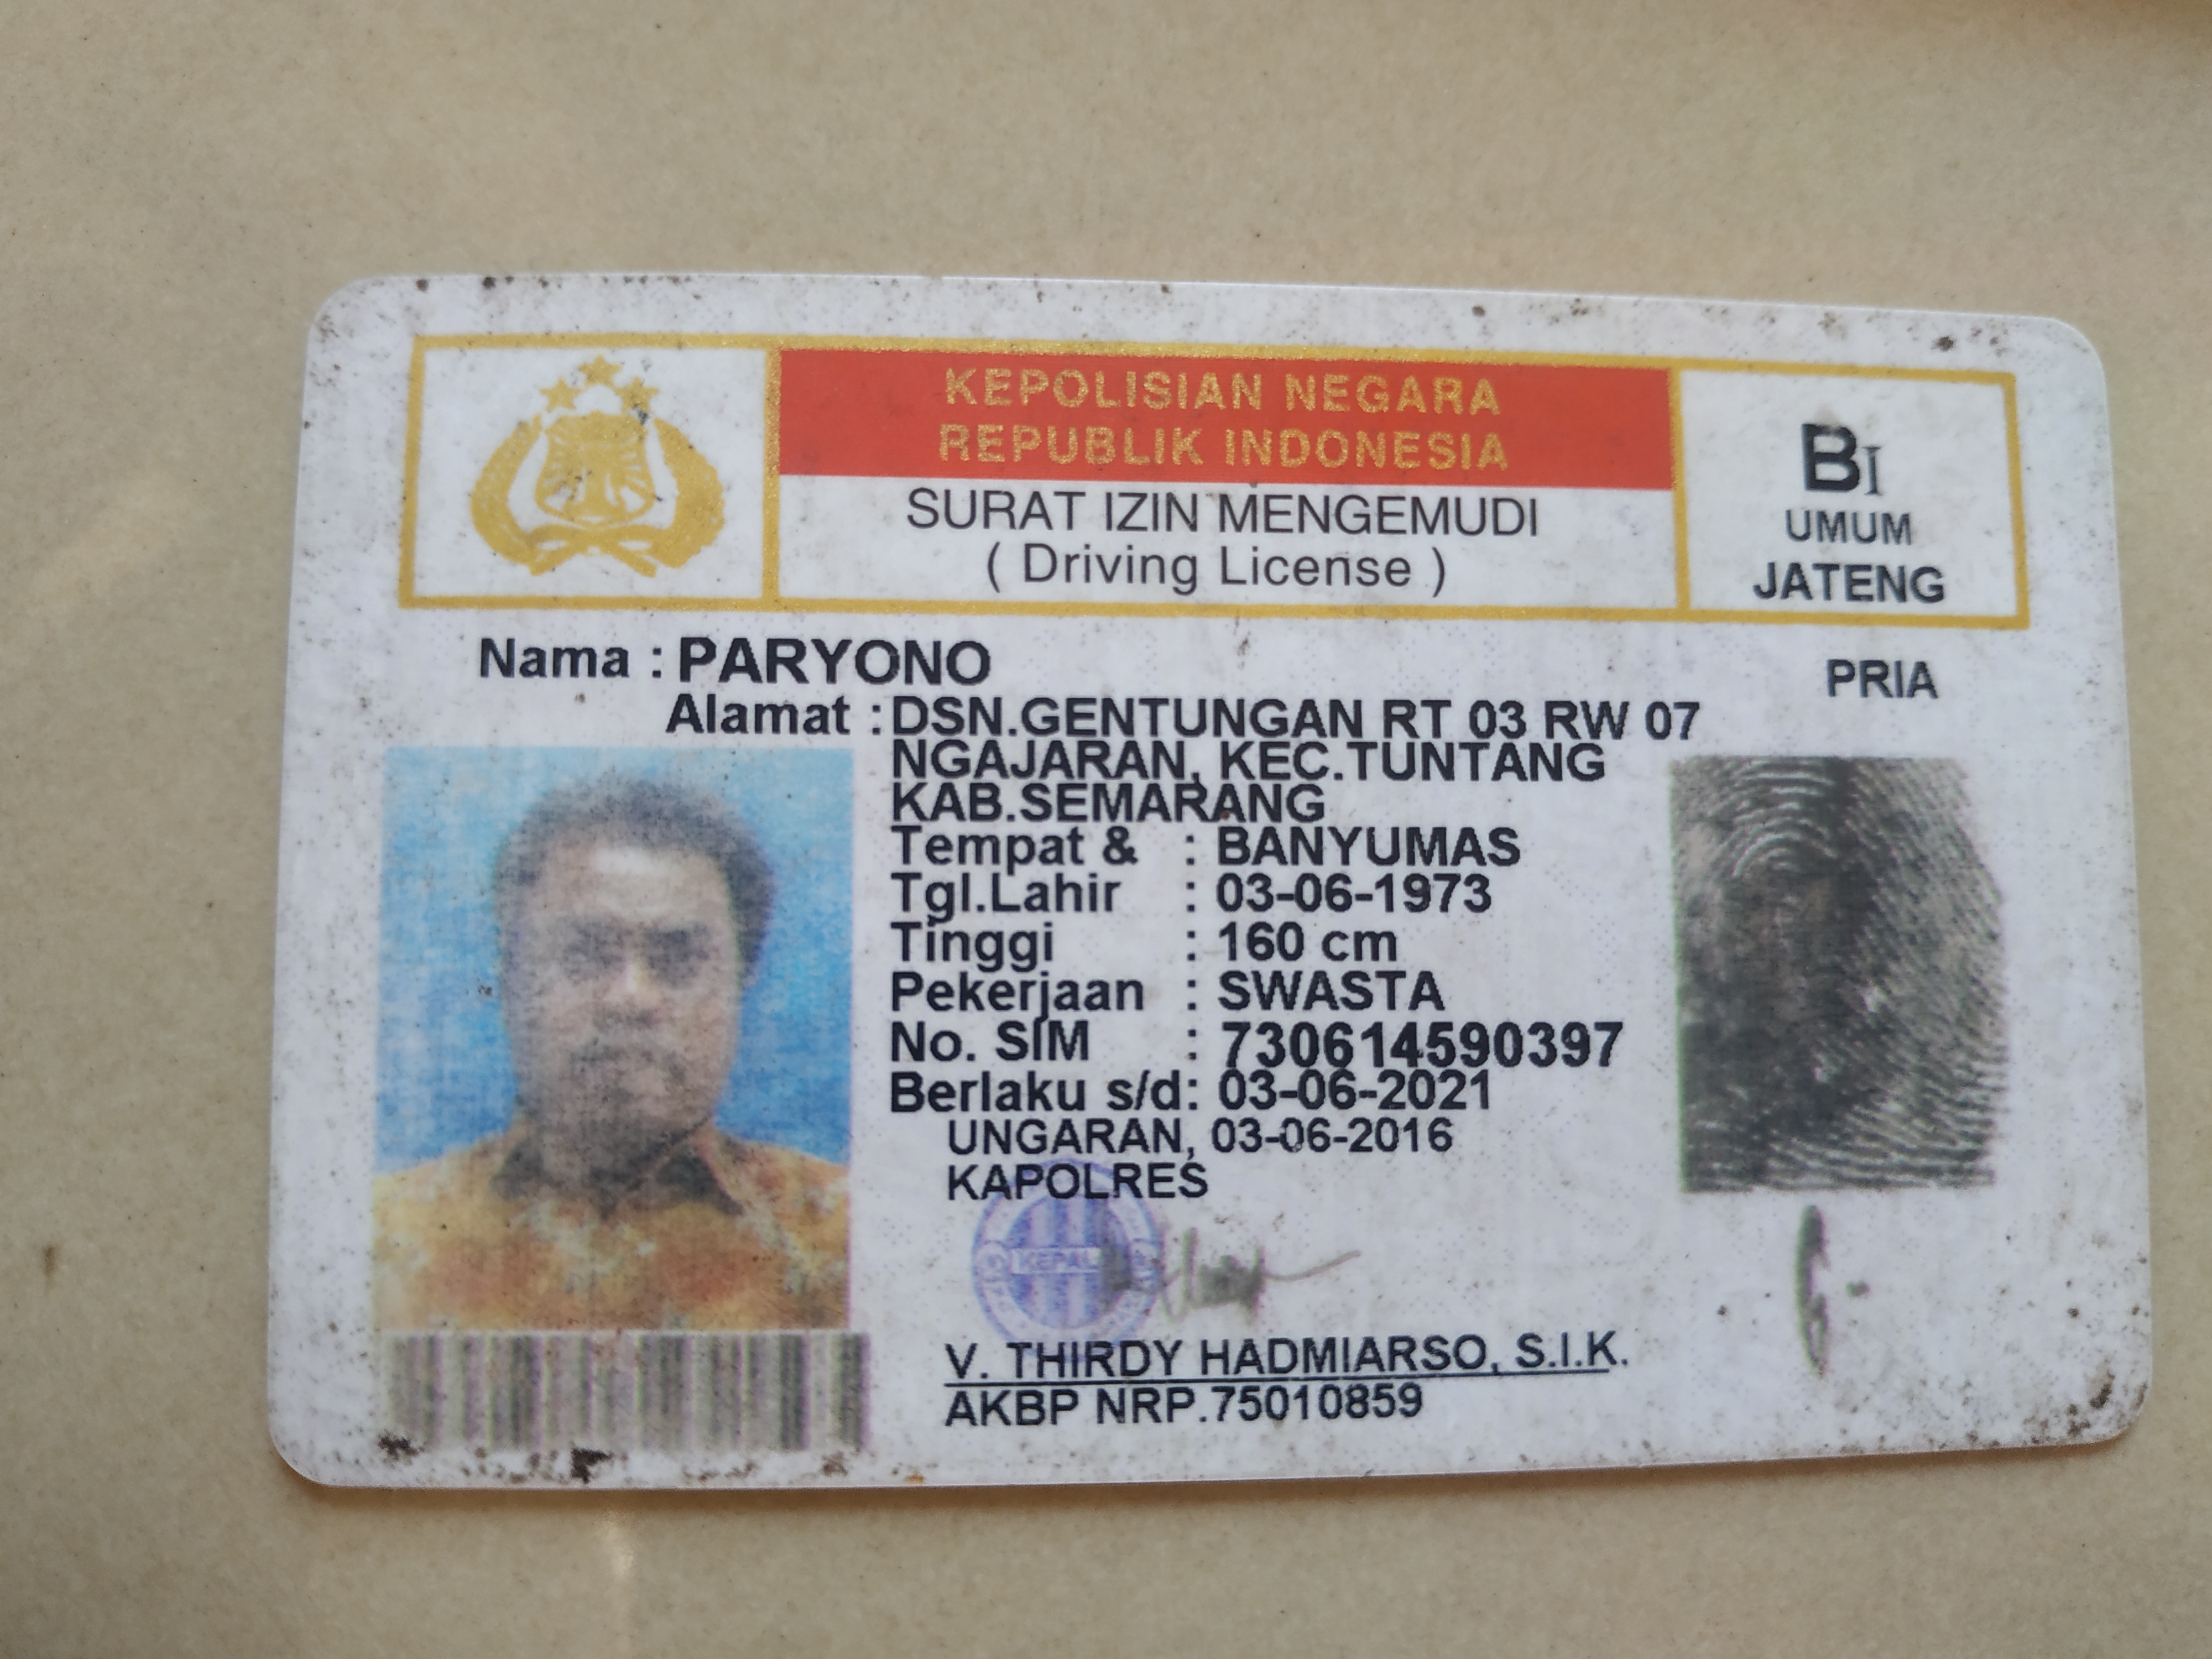 KEPOLISIAN NEGARA
REPUBLIK INDONESIA
SURAT IZIN MENGEMUDI
( Driving License )
BI
UMUM
JATENG
Nama : PARYONO
PRIA
Alamat : DSN.GENTUNGAN RT 03 RW 07
NGAJARAN, KEC.TUNTANG
KAB.SEMARANG
Tempat & : BANYUMAS
Tgl.Lahir : 03-06-1973
Tinggi : 160 cm
Pekerjaan : SWASTA
No. SIM : 730614590397
Berlaku s/d: 03-06-2021
UNGARAN, 03-06-2016
KAPOLRES
V. THIRDY HADMIARSO, S.I.K.
AKBP NRP.75010859